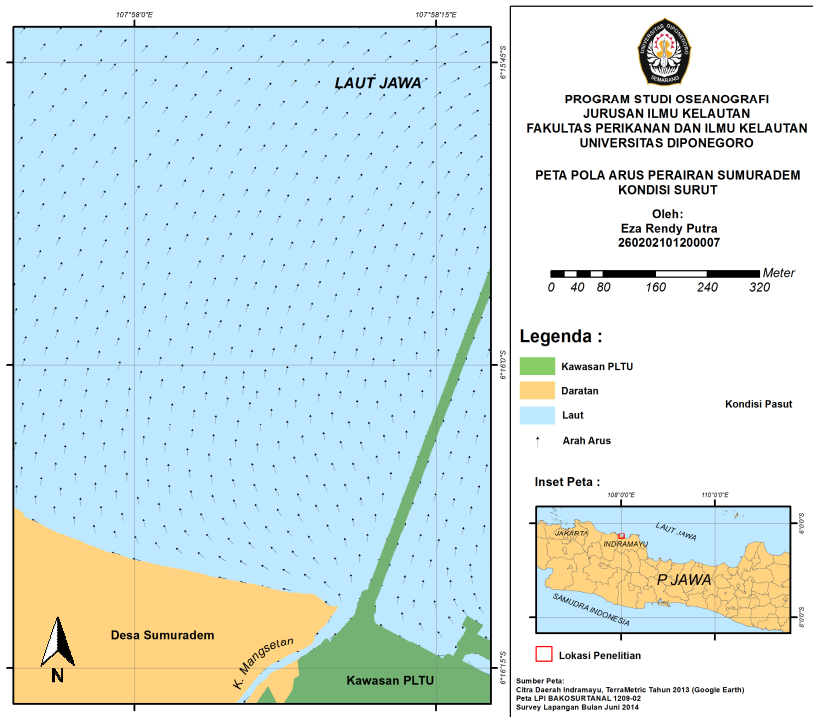 107°58'0"E
107°58'15"E
6°15'45"S
6°16'0"S
6°16'15"S
LAUT JAWA
Desa Sumuradem
K. Mangsetan
Kawasan PLTU
N
UNIVERSITAS DIPONEGORO
SEMARANG
PROGRAM STUDI OSEANOGRAFI
JURUSAN ILMU KELAUTAN
FAKULTAS PERIKANAN DAN ILMU KELAUTAN
UNIVERSITAS DIPONEGORO
PETA POLA ARUS PERAIRAN SUMURADEM
KONDISI SURUT
Oleh:
Eza Rendy Putra
260202101200007
Meter
0 40 80 160 240 320
Legenda :
Kawasan PLTU
Daratan
Laut
Arah Arus
Kondisi Pasut
Inset Peta :
108°0'0"E
110°0'0"E
6°0'0"S
8°0'0"S
LAUT JAWA
JAKARTA
INDRAMAYU
P JAWA
SAMUDRA INDONESIA
Lokasi Penelitian
Sumber Peta:
Citra Daerah Indramayu, TerraMetric Tahun 2013 (Google Earth)
Peta LPI BAKOSURTANAL 1209-02
Survey Lapangan Bulan Juni 2014